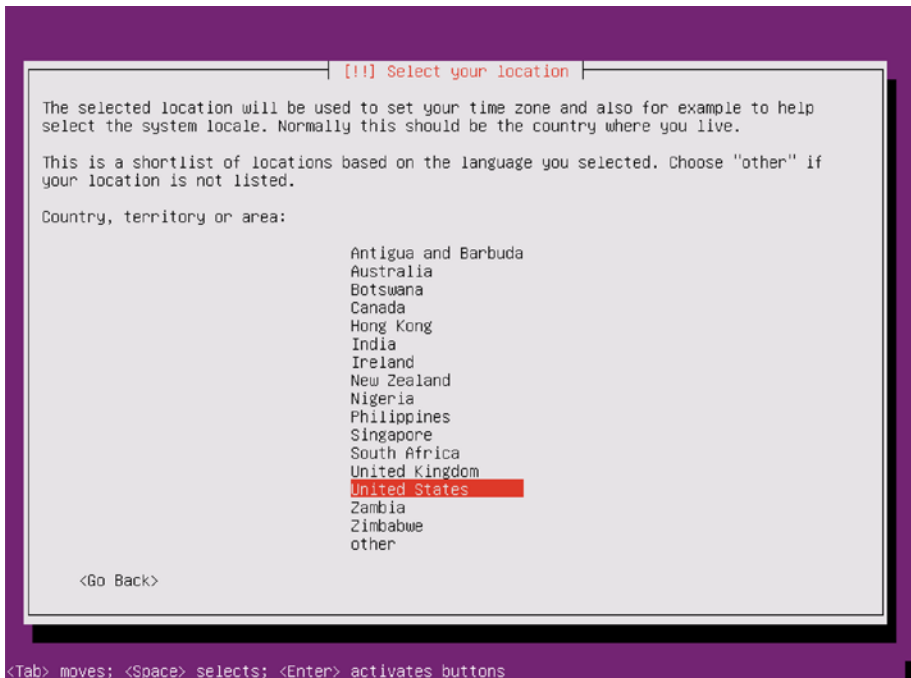 [!!] Select your location
The selected location will be used to set your time zone and also for example to help
select the system locale. Normally this should be the country where you live.
This is a shortlist of locations based on the language you selected. Choose "other" if
your location is not listed.
Country, territory or area:
Antigua and Barbuda
Australia
Botswana
Canada
Hong Kong
India
Ireland
New Zealand
Nigeria
Philippines
Singapore
South Africa
United Kingdom
United States
Zambia
Zimbabwe
other
<Go Back>
<Tab> moves; <Space> selects; <Enter> activates buttons